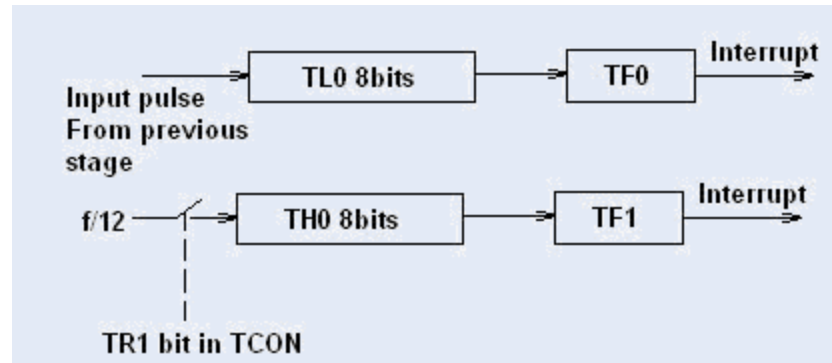 TL0 8bits
TF0
Interrupt
Input pulse
From previous
stage
f/12
TH0 8bits
TF1
Interrupt
TR1 bit in TCON